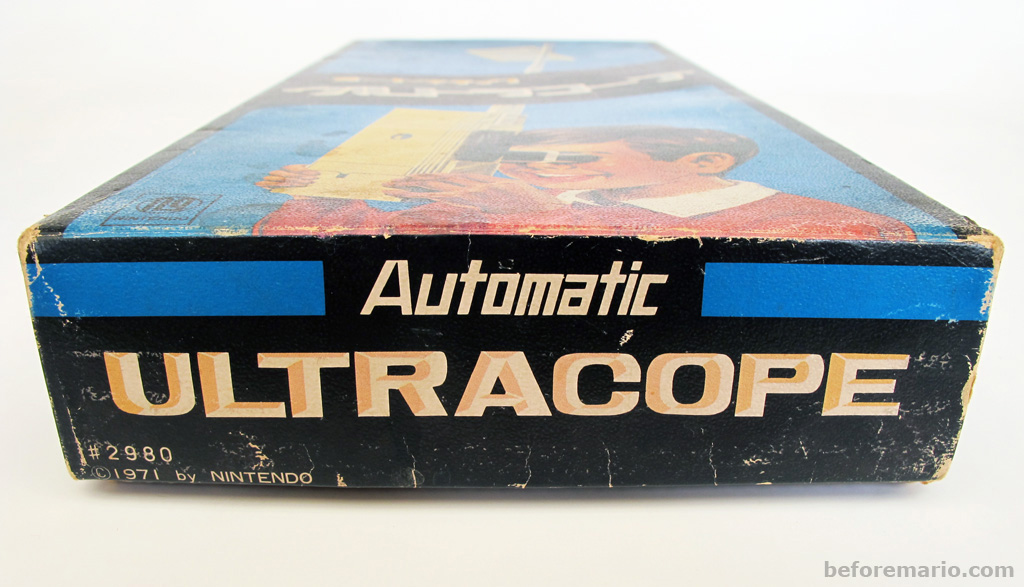 Automatic
ULTRACOPE
#2980
©1971 by NINTENDO
beforemario.com